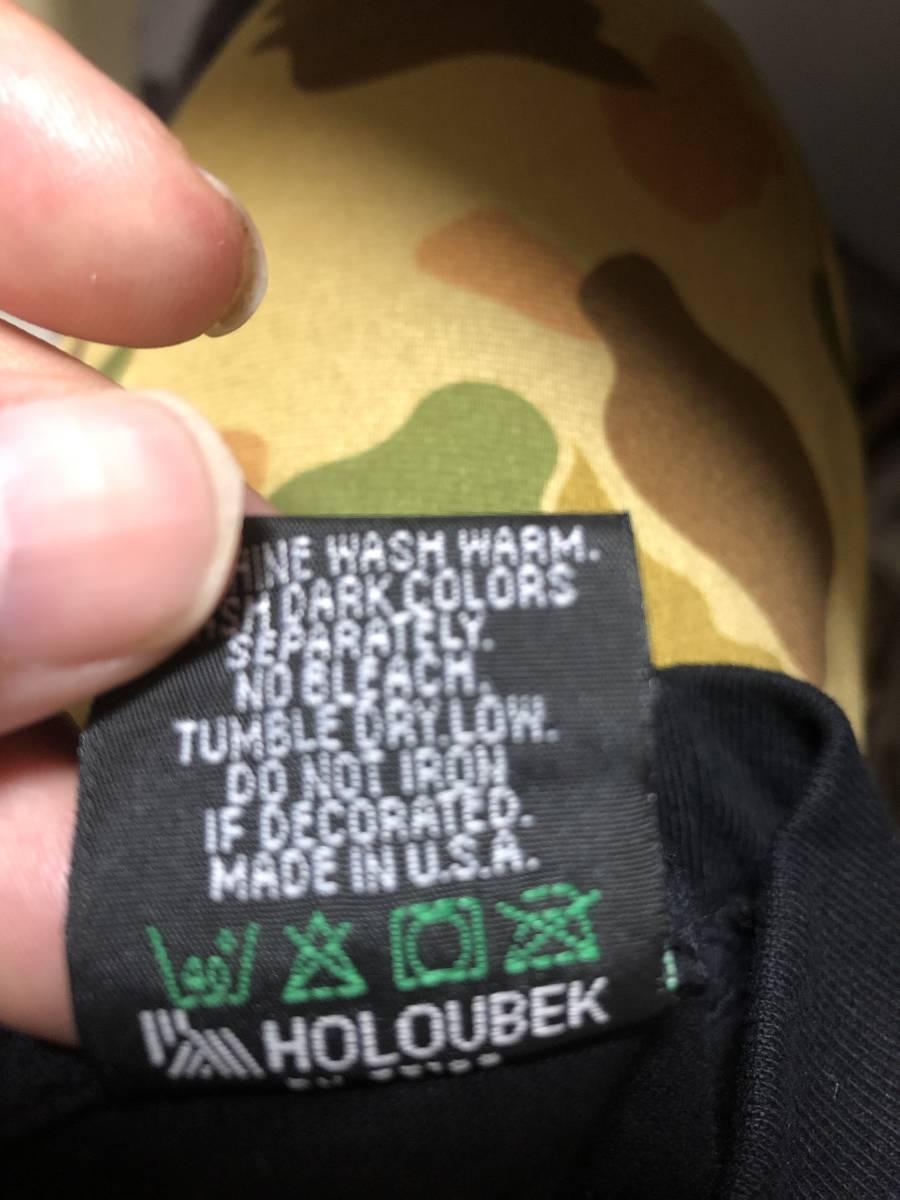 HINE WASH WARM.
DARK COLORS
SEPARATELY.
NO BLEACH.
TUMBLE DRY.LOW.
DO NOT IRON
IF DECORATED.
MADE IN U.S.A.
40°
HOLOUBEK